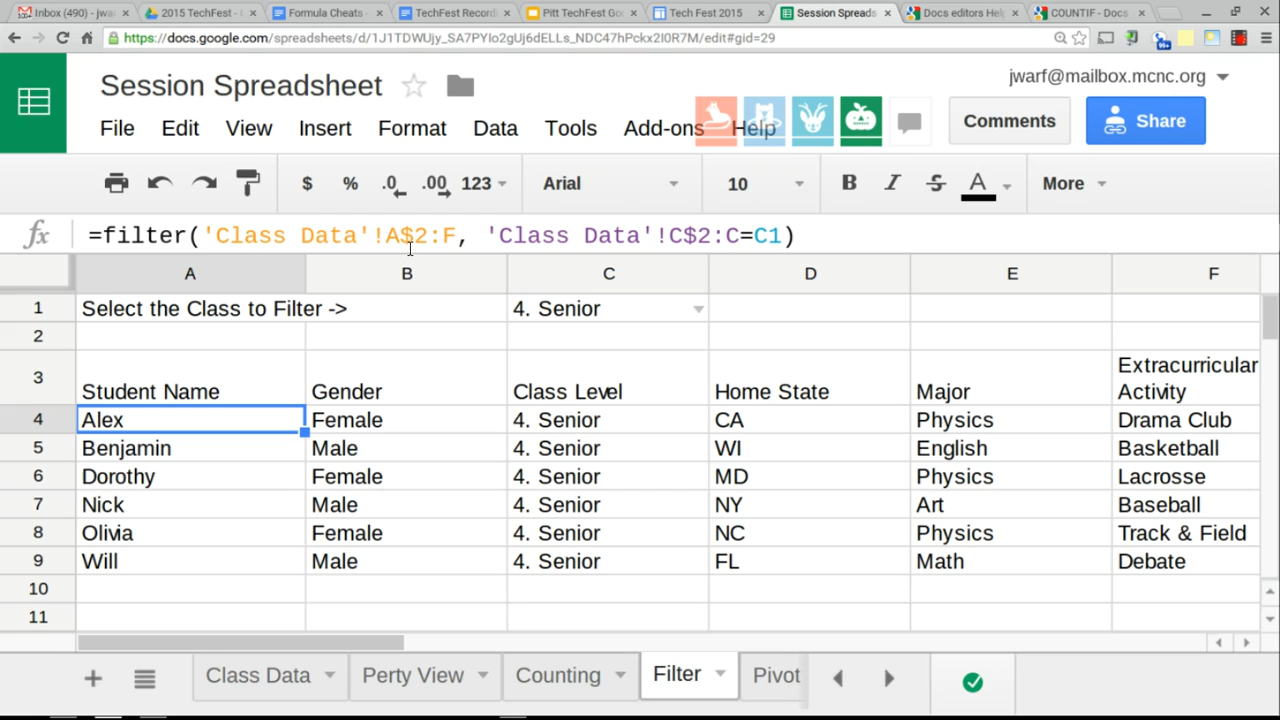 Inbox (490) - jwa
2015 TechFest -
Formula Cheats -
TechFest Record
Pitt TechFest Go
Tech Fest 2015
Session Spreads
Docs editors Hel
COUNTIF - Docs
https://docs.google.com/spreadsheets/d/1J1TDWUjy_SA7PYIo2gUj6dELLs_NDC47hPckx2I0R7M/edit#gid=29
99+
Session Spreadsheet
jwarf@mailbox.mcnc.org
File Edit View Insert Format Data Tools Add-ons Help
Comments
Share
$ % .0 .00 123 Arial 10 B I S A More
fx =filter('Class Data'!A$2:F, 'Class Data'!C$2:C=C1)
A B C D E F
1 Select the Class to Filter -> 4. Senior
2
3 Student Name Gender Class Level Home State Major Extracurricular
Activity
4 Alex Female 4. Senior CA Physics Drama Club
5 Benjamin Male 4. Senior WI English Basketball
6 Dorothy Female 4. Senior MD Physics Lacrosse
7 Nick Male 4. Senior NY Art Baseball
8 Olivia Female 4. Senior NC Physics Track & Field
9 Will Male 4. Senior FL Math Debate
10
11
Class Data Perty View Counting Filter Pivot